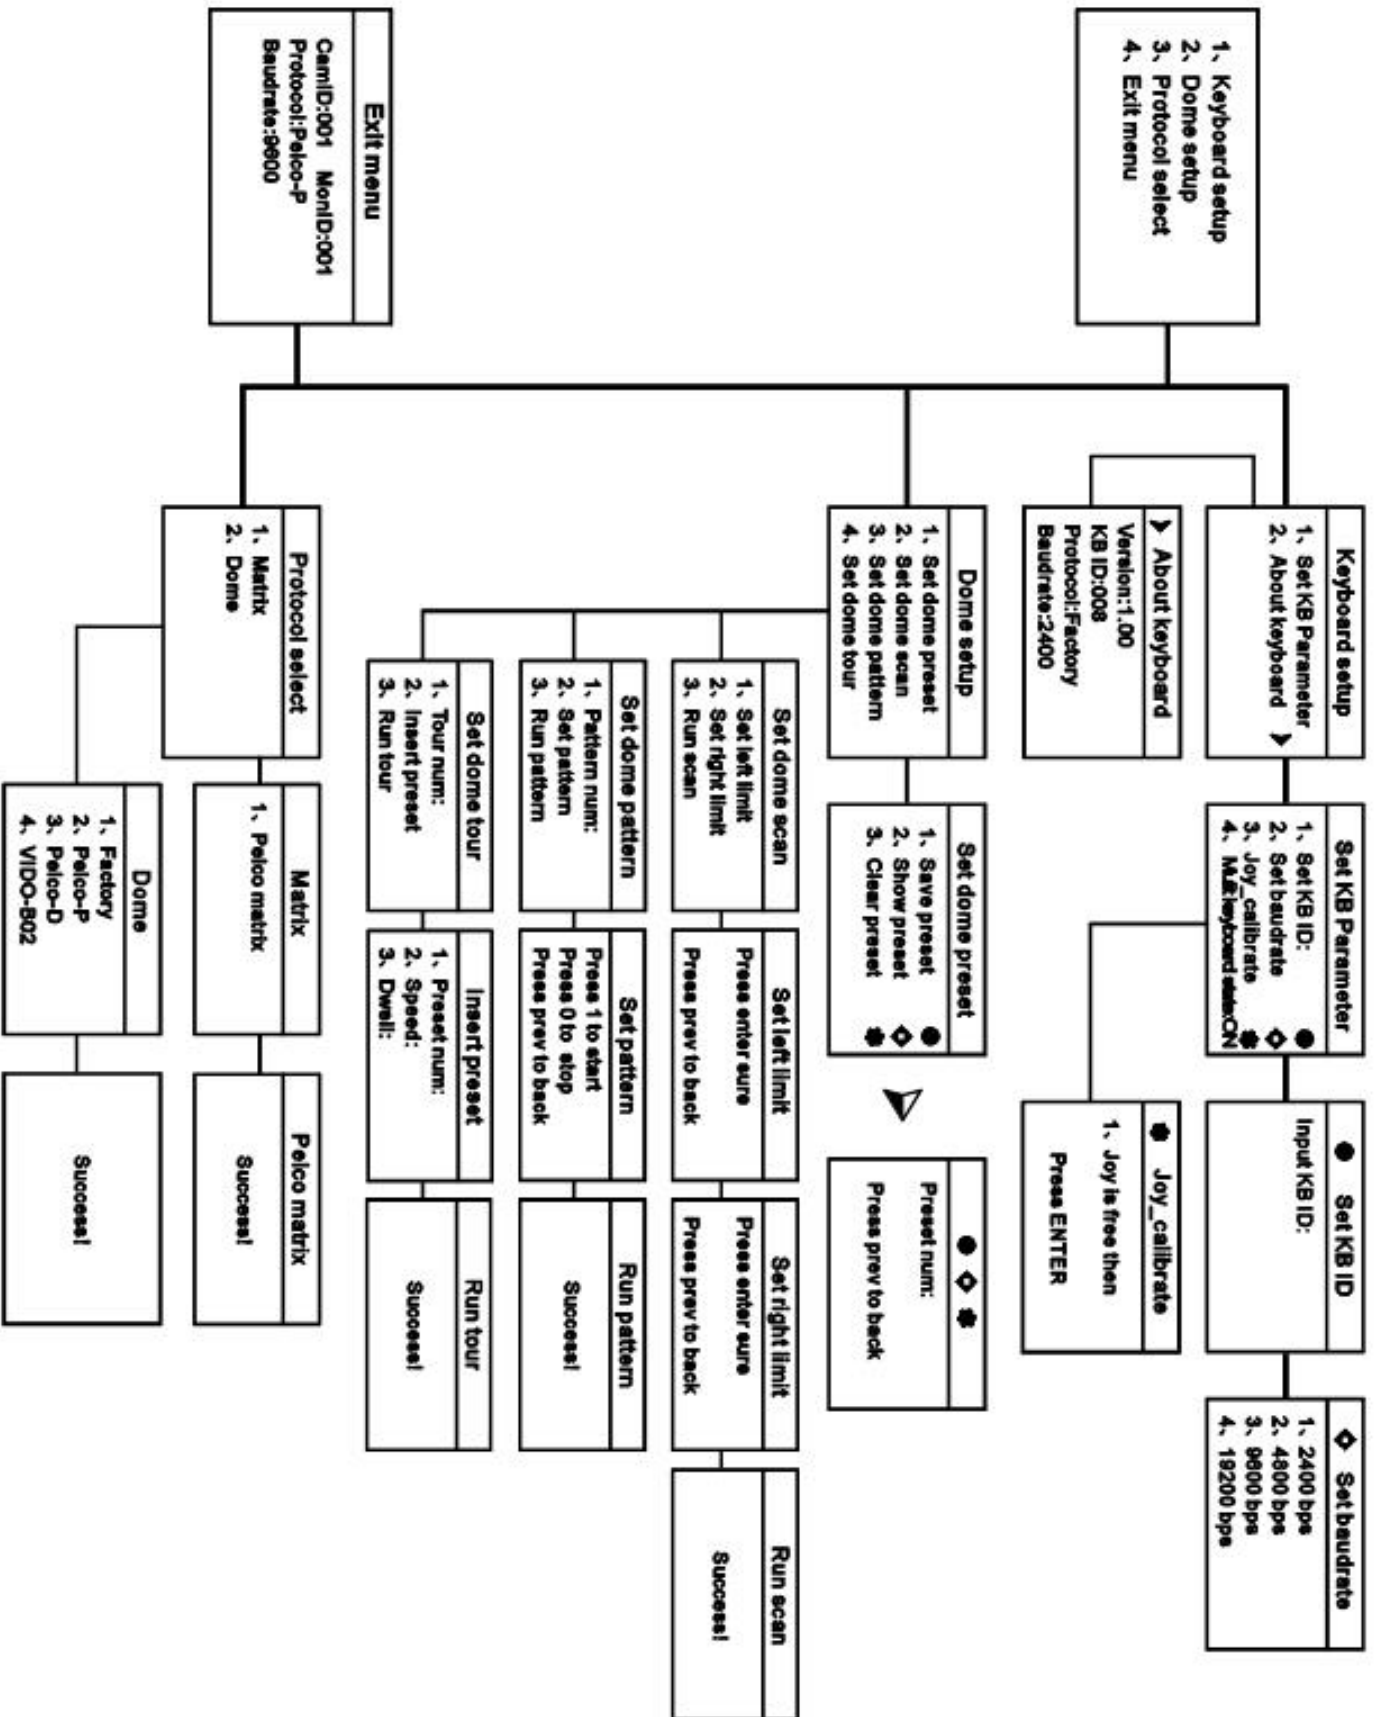 1、Keyboard setup
2、Dome setup
3、Protocol select
4、Exit menu
Keyboard setup
1、Set KB Parameter
2、About keyboard
Set KB Parameter
1、Set KB ID:
2、Set baudrate
3、Joy_calibrate
4、Multi keyboard state:ON
Set KB ID
Input KB ID:
Set baudrate
1、2400 bps
2、4800 bps
3、9600 bps
4、19200 bps
About keyboard
Version:1.00
KB ID:008
Protocol:Factory
Baudrate:2400
Joy_calibrate
1、Joy is free then
Press ENTER
Dome setup
1、Set dome preset
2、Set dome scan
3、Set dome pattern
4、Set dome tour
Set dome preset
1、Save preset
2、Show preset
3、Clear preset
Preset num:
Press prev to back
Set dome scan
1、Set left limit
2、Set right limit
3、Run scan
Set left limit
Press enter sure
Press prev to back
Set right limit
Press enter sure
Press prev to back
Run scan
Success!
Set dome pattern
1、Pattern num:
2、Set pattern
3、Run pattern
Set pattern
Press 1 to start
Press 0 to stop
Press prev to back
Run pattern
Success!
Set dome tour
1、Tour num:
2、Insert preset
3、Run tour
Insert preset
1、Preset num:
2、Speed:
3、Dwell:
Run tour
Success!
Exit menu
CamID:001 MonID:001
Protocol:Pelco-P
Baudrate:9600
Protocol select
1、Matrix
2、Dome
Matrix
1、Pelco matrix
Pelco matrix
Success!
Dome
1、Factory
2、Pelco-P
3、Pelco-D
4、VIDO-B02
Success!